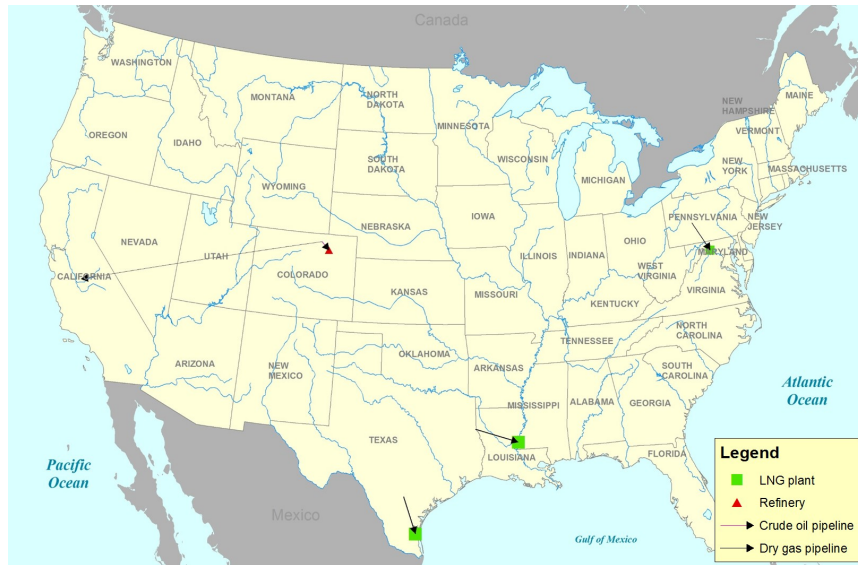 Canada
WASHINGTON
MONTANA
NORTH
DAKOTA
MINNESOTA
MAINE
NEW
HAMPSHIRE
VERMONT
OREGON
IDAHO
SOUTH
DAKOTA
WISCONSIN
MICHIGAN
NEW
YORK
MASSACHUSETTS
WYOMING
IOWA
PENNSYLVANIA
NEW
JERSEY
NEBRASKA
NEVADA
UTAH
COLORADO
ILLINOIS
INDIANA
OHIO
MARYLAND
WEST
VIRGINIA
VIRGINIA
CALIFORNIA
KANSAS
MISSOURI
KENTUCKY
NORTH
CAROLINA
TENNESSEE
ARIZONA
NEW
MEXICO
OKLAHOMA
ARKANSAS
SOUTH
CAROLINA
MISSISSIPPI
ALABAMA
GEORGIA
Atlantic
Ocean
TEXAS
LOUISIANA
FLORIDA
Pacific
Ocean
Mexico
Gulf of Mexico
Legend
LNG plant
Refinery
Crude oil pipeline
Dry gas pipeline